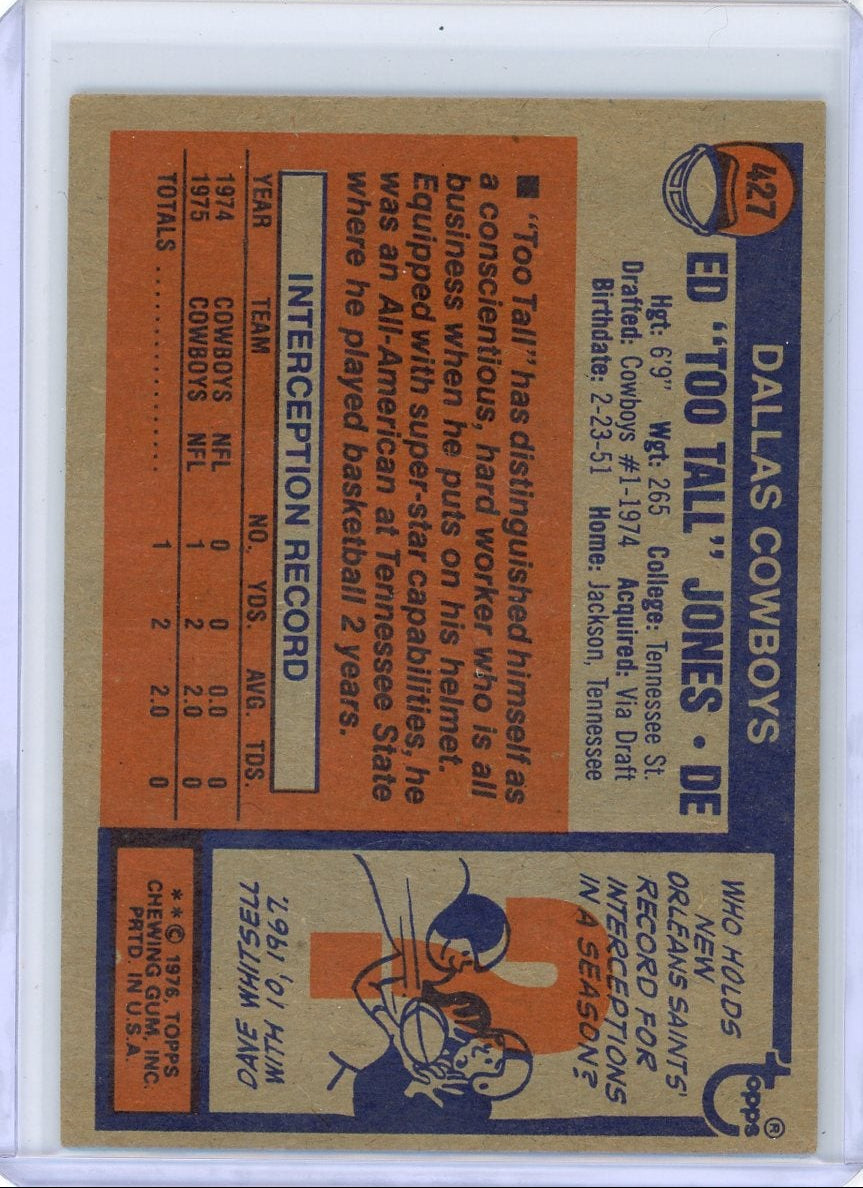 427
DALLAS COWBOYS
ED "TOO TALL" JONES • DE
Hgt: 6'9" Wgt: 265 College: Tennessee St.
Drafted: Cowboys #1-1974 Acquired: Via Draft
Birthdate: 2-23-51 Home: Jackson, Tennessee
■ "Too Tall" has distinguished himself as
a conscientious, hard worker who is all
business when he puts on his helmet.
Equipped with super-star capabilities, he
was an All-American at Tennessee State
where he played basketball 2 years.
INTERCEPTION RECORD
YEAR TEAM NO. YDS. AVG. TDS.
1974 COWBOYS NFL 0 0 0.0 0
1975 COWBOYS NFL 1 2 2.0 0
TOTALS .................... 1 2 2.0 0
topps ®
WHO HOLDS
NEW
ORLEANS SAINTS'
RECORD FOR
INTERCEPTIONS
IN A SEASON?
?
DAVE WHITSELL
WITH 10, 1967
**© 1976, TOPPS
CHEWING GUM, INC.
PRTD. IN U.S.A.